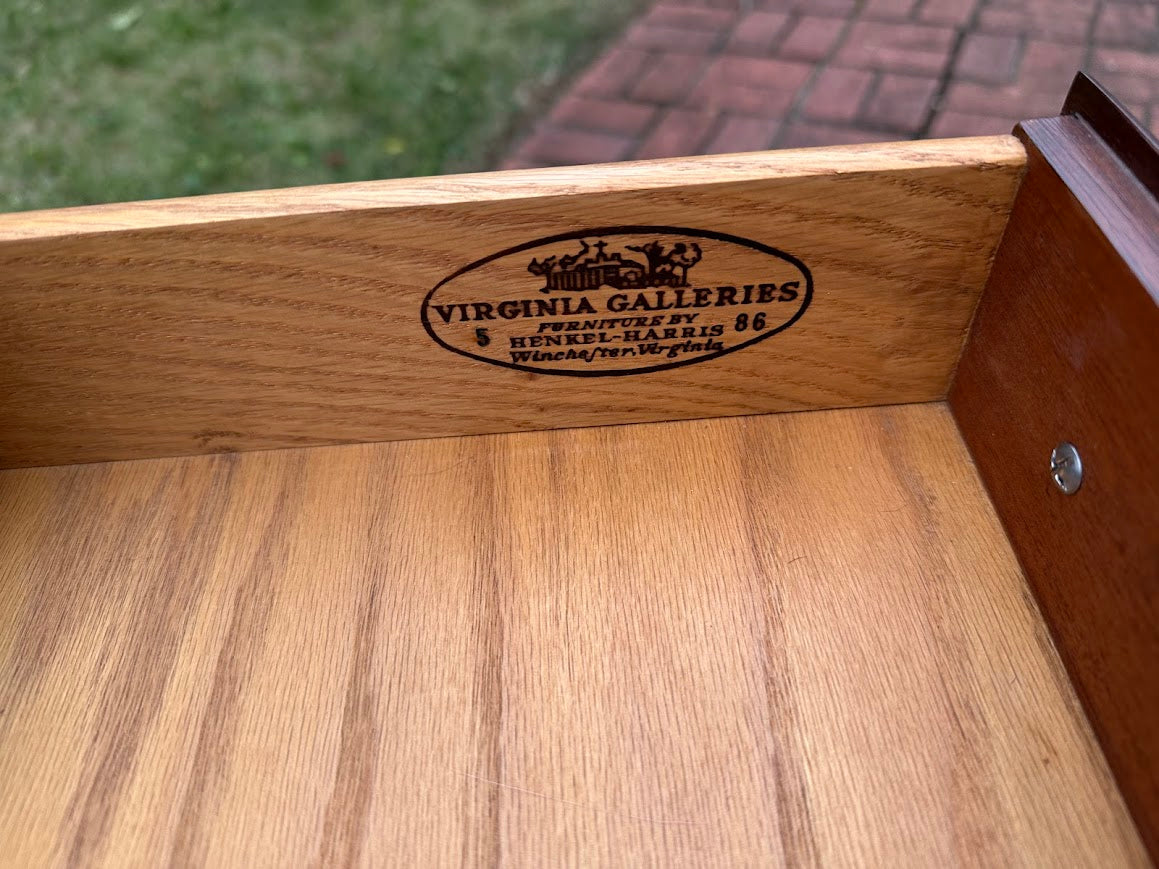 VIRGINIA GALLERIES
FURNITURE BY
5 HENKEL-HARRIS 86
Winchester, Virginia